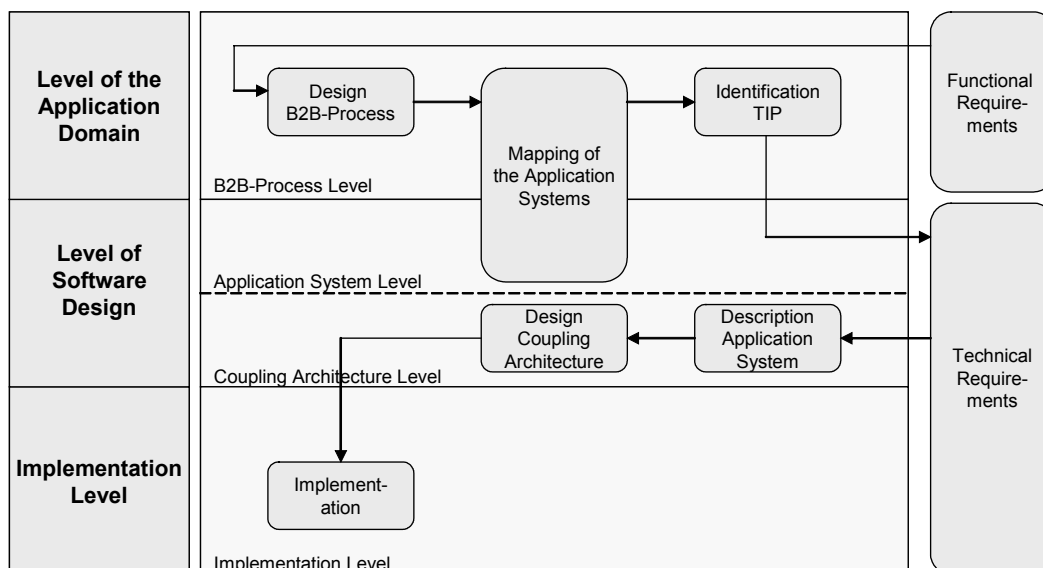 Level of the
Application
Domain
Design
B2B-Process
Mapping of
the Application
Systems
Identification
TIP
Functional
Require-
ments
B2B-Process Level
Level of
Software
Design
Application System Level
Design
Coupling
Architecture
Description
Application
System
Coupling Architecture Level
Technical
Require-
ments
Implementation
Level
Implement-
ation
Implementation Level